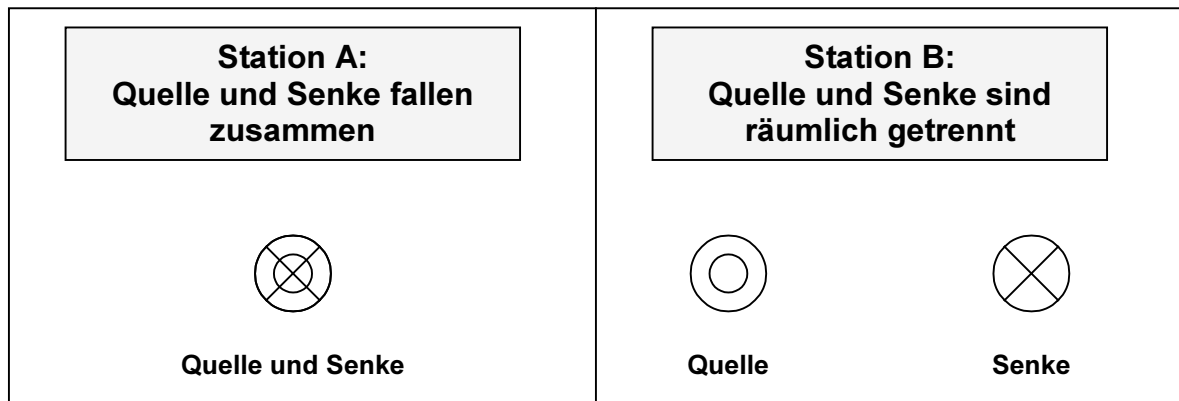 Station A:
Quelle und Senke fallen
zusammen
Quelle und Senke
Station B:
Quelle und Senke sind
räumlich getrennt
Quelle
Senke